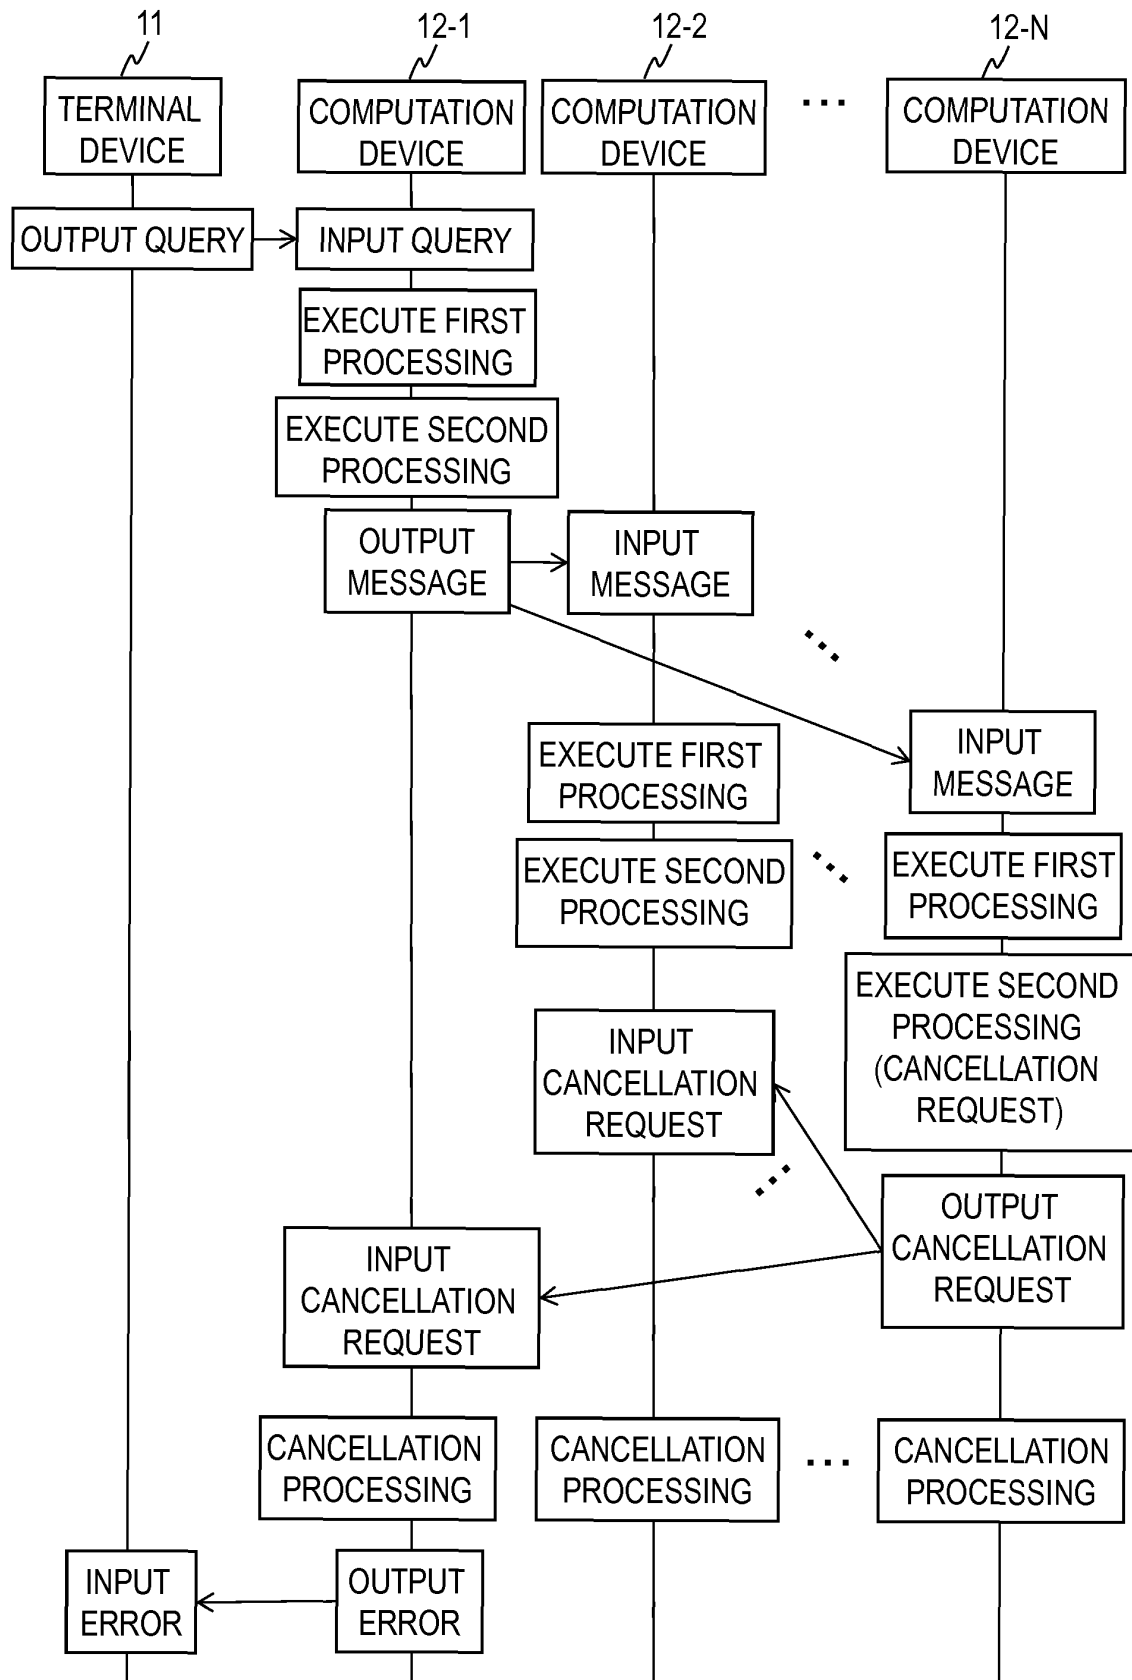 11
12-1
12-2
12-N
TERMINAL
DEVICE
COMPUTATION
DEVICE
COMPUTATION
DEVICE
...
COMPUTATION
DEVICE
OUTPUT QUERY
INPUT QUERY
EXECUTE FIRST
PROCESSING
EXECUTE SECOND
PROCESSING
OUTPUT
MESSAGE
INPUT
MESSAGE
...
INPUT
MESSAGE
EXECUTE FIRST
PROCESSING
EXECUTE SECOND
PROCESSING
...
EXECUTE FIRST
PROCESSING
EXECUTE SECOND
PROCESSING
(CANCELLATION
REQUEST)
INPUT
CANCELLATION
REQUEST
...
OUTPUT
CANCELLATION
REQUEST
INPUT
CANCELLATION
REQUEST
CANCELLATION
PROCESSING
CANCELLATION
PROCESSING
...
CANCELLATION
PROCESSING
INPUT
ERROR
OUTPUT
ERROR